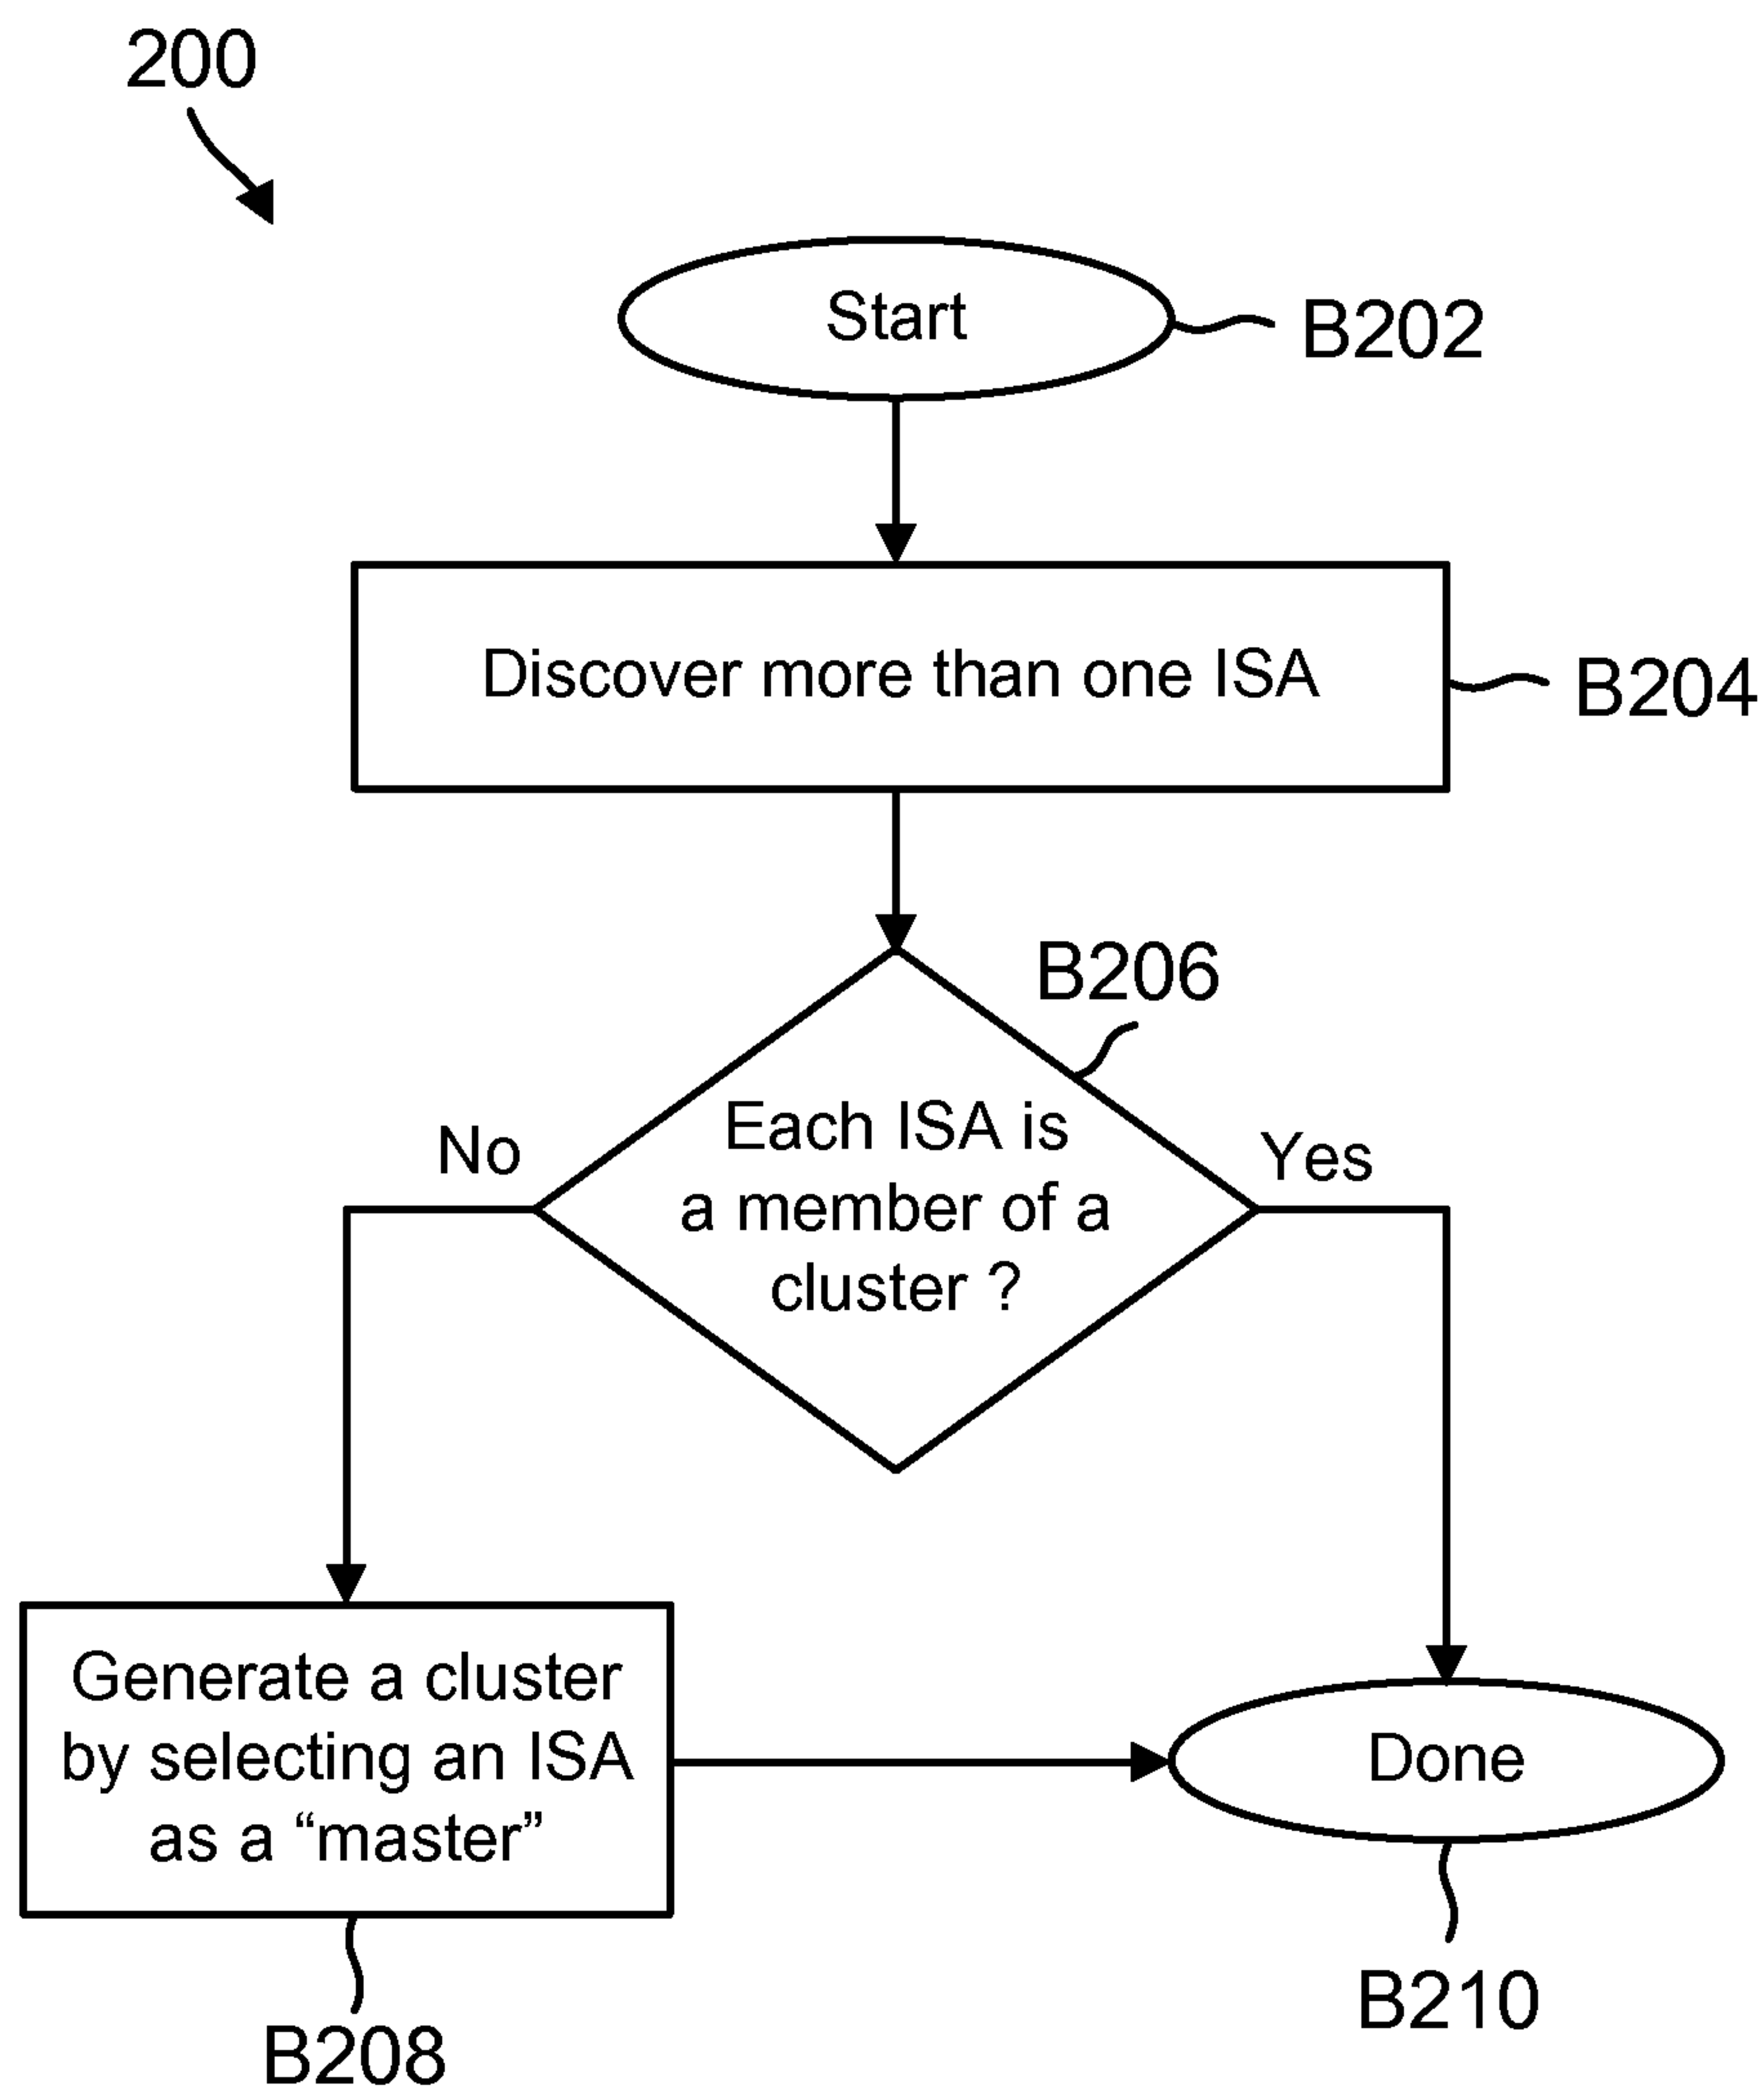 200
Start
B202
Discover more than one ISA
B204
B206
Each ISA is
a member of a
cluster ?
No
Yes
Generate a cluster
by selecting an ISA
as a “master”
Done
B208
B210